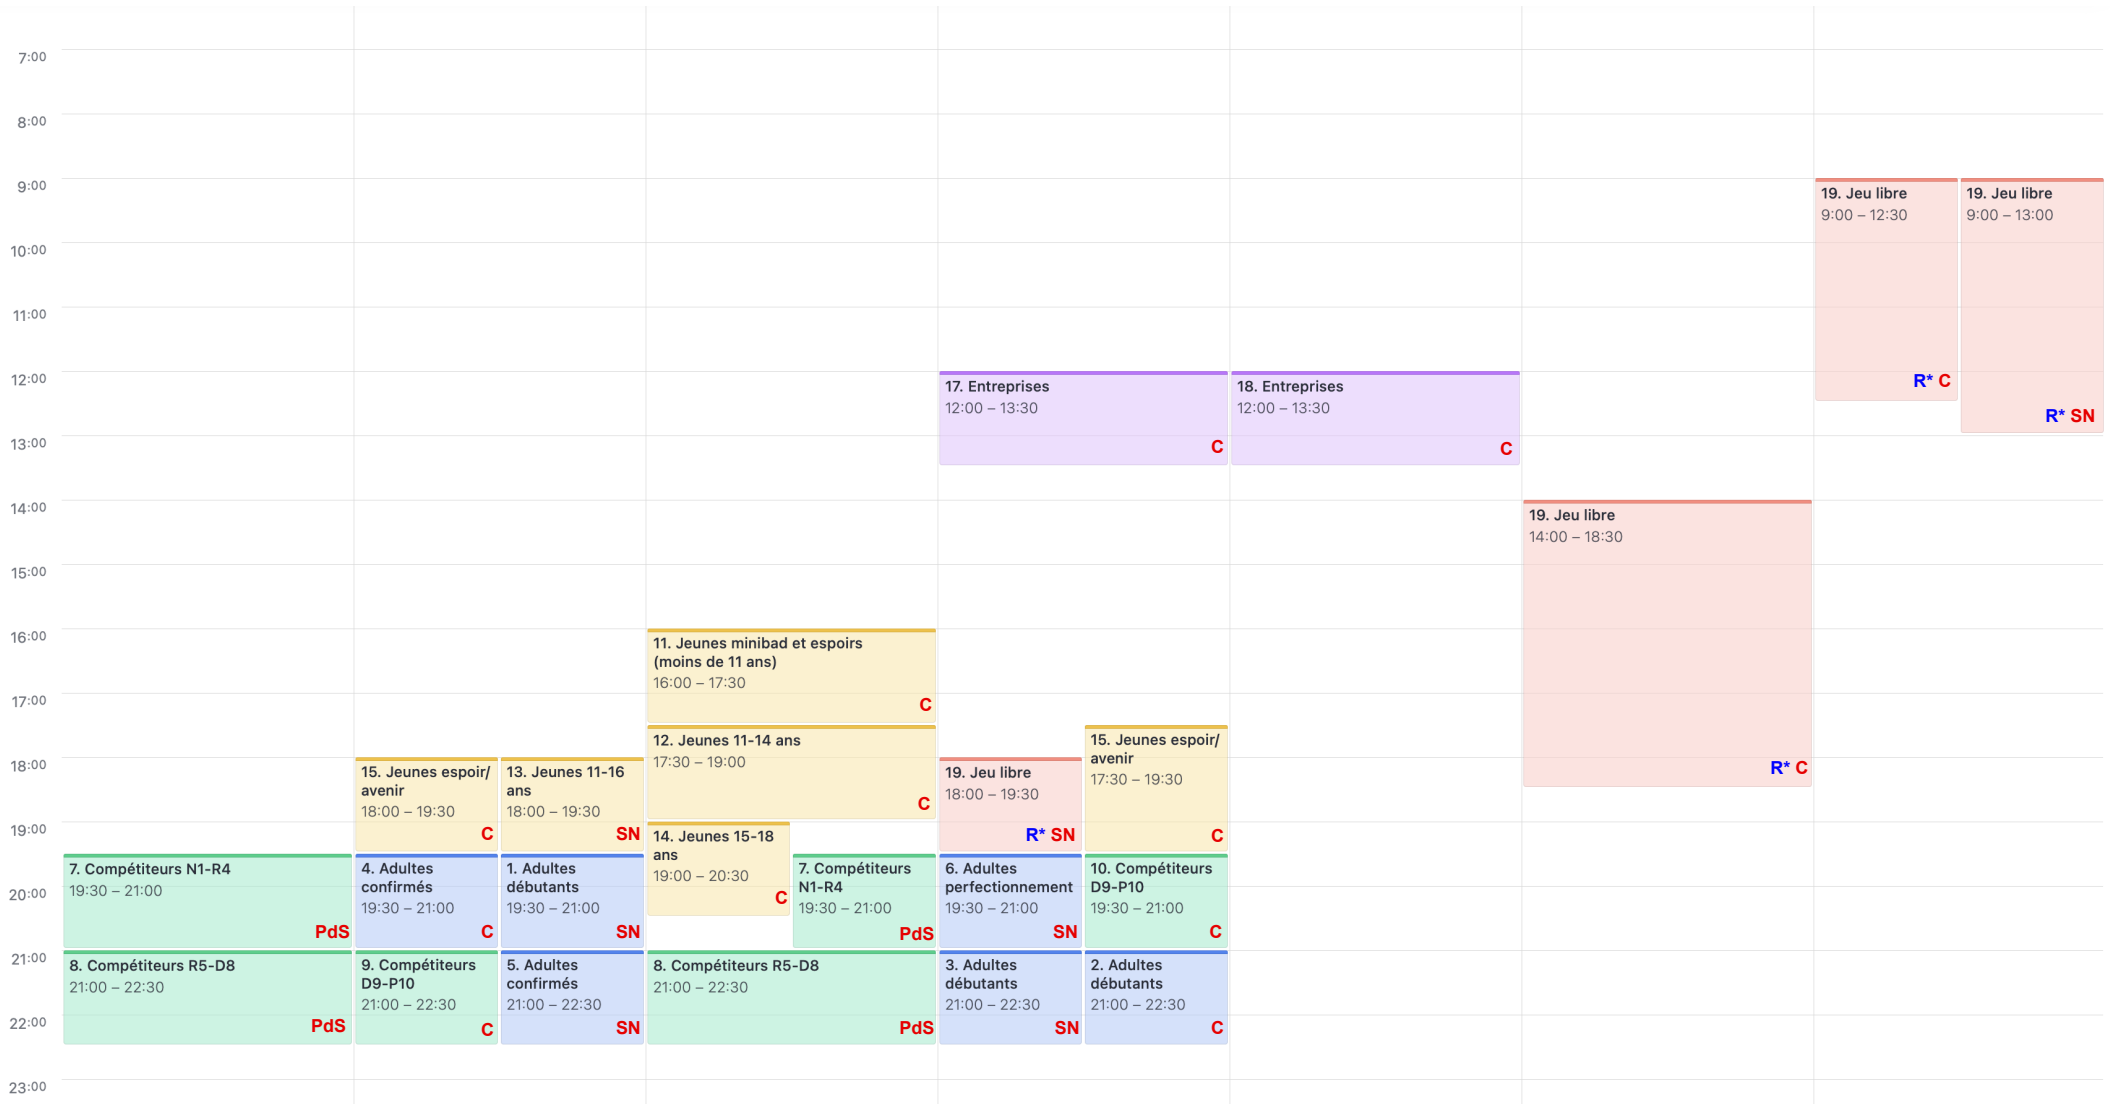 7:00
8:00
9:00
10:00
11:00
12:00
13:00
14:00
15:00
16:00
17:00
18:00
19:00
20:00
21:00
22:00
23:00
7. Compétiteurs N1-R4
19:30 – 21:00
PdS
8. Compétiteurs R5-D8
21:00 – 22:30
PdS
15. Jeunes espoir/
avenir
18:00 – 19:30
C
13. Jeunes 11-16
ans
18:00 – 19:30
SN
4. Adultes
confirmés
19:30 – 21:00
C
1. Adultes
débutants
19:30 – 21:00
SN
9. Compétiteurs
D9-P10
21:00 – 22:30
C
5. Adultes
confirmés
21:00 – 22:30
SN
11. Jeunes minibad et espoirs
(moins de 11 ans)
16:00 – 17:30
C
12. Jeunes 11-14 ans
17:30 – 19:00
C
14. Jeunes 15-18
ans
19:00 – 20:30
C
7. Compétiteurs
N1-R4
19:30 – 21:00
PdS
8. Compétiteurs R5-D8
21:00 – 22:30
PdS
17. Entreprises
12:00 – 13:30
C
19. Jeu libre
18:00 – 19:30
R* SN
15. Jeunes espoir/
avenir
17:30 – 19:30
C
6. Adultes
perfectionnement
19:30 – 21:00
SN
10. Compétiteurs
D9-P10
19:30 – 21:00
C
3. Adultes
débutants
21:00 – 22:30
SN
2. Adultes
débutants
21:00 – 22:30
C
18. Entreprises
12:00 – 13:30
C
19. Jeu libre
14:00 – 18:30
R* C
19. Jeu libre
9:00 – 12:30
R* C
19. Jeu libre
9:00 – 13:00
R* SN